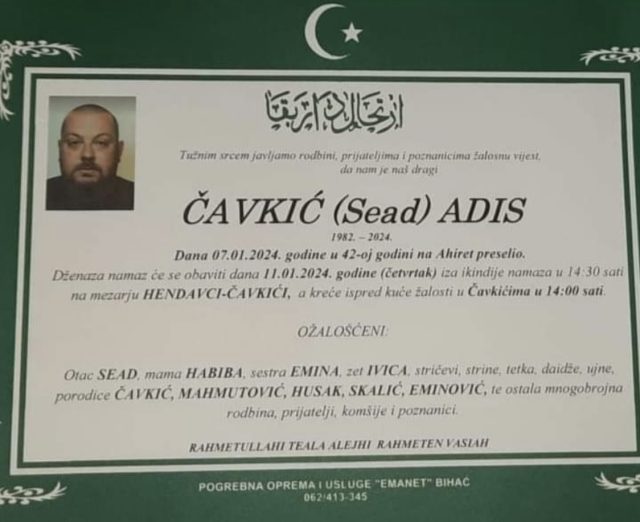 Tužnim srcem javljamo rodbini, prijateljima i poznanicima žalosnu vijest,
da nam je naš dragi
ČAVKIĆ (Sead) ADIS
1982. – 2024.
Dana 07.01.2024. godine u 42-oj godini na Ahiret preselio.
Dženaza namaz će se obaviti dana 11.01.2024. godine (četvrtak) iza ikindije namaza u 14:30 sati
na mezarju HENDAVCI-ČAVKIĆI, a kreće ispred kuće žalosti u Čavkićima u 14:00 sati.
OŽALOŠĆENI:
Otac SEAD, mama HABIBA, sestra EMINA, zet IVICA, stričevi, strine, tetka, daidže, ujne,
porodice ČAVKIĆ, MAHMUTOVIĆ, HUSAK, SKALIĆ, EMINOVIĆ, te ostala mnogobrojna
rodbina, prijatelji, komšije i poznanici.
RAHMETULLAHI TEALA ALEJHI RAHMETEN VASIAH
POGREBNA OPREMA I USLUGE "EMANET" BIHAĆ
062/413-345